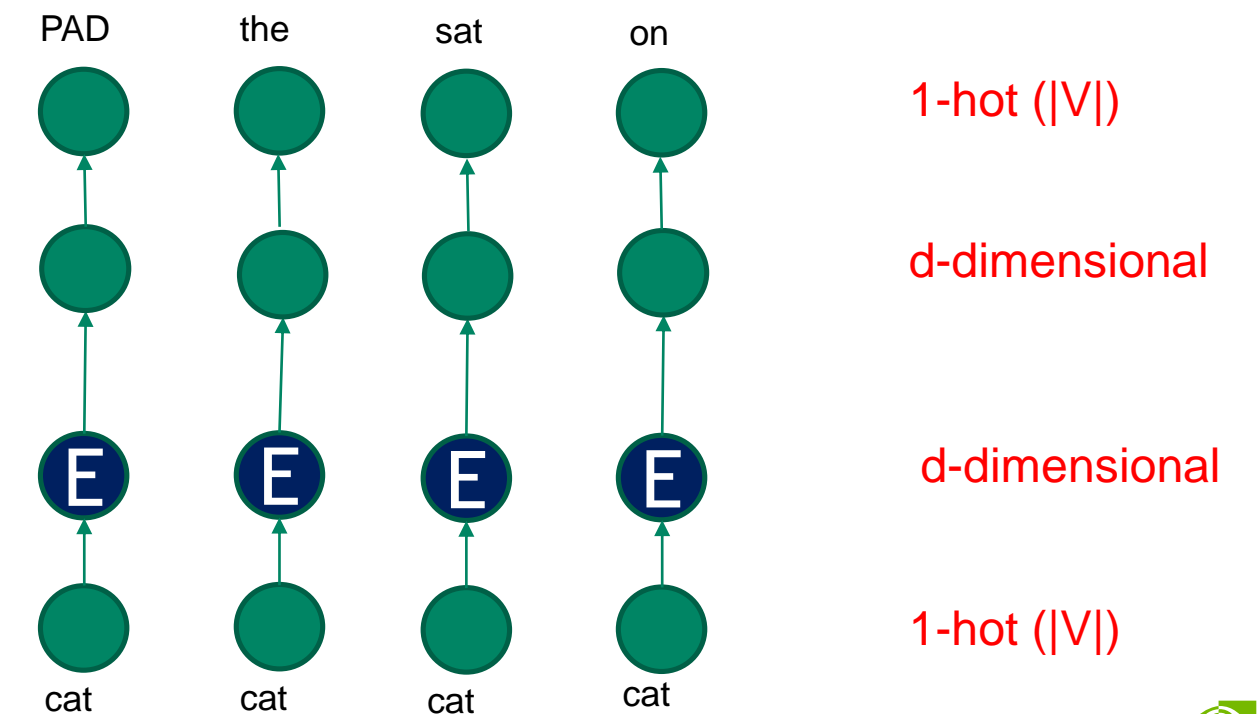 PAD the sat on
1-hot (|V|)
d-dimensional
E E E E
d-dimensional
1-hot (|V|)
cat cat cat cat